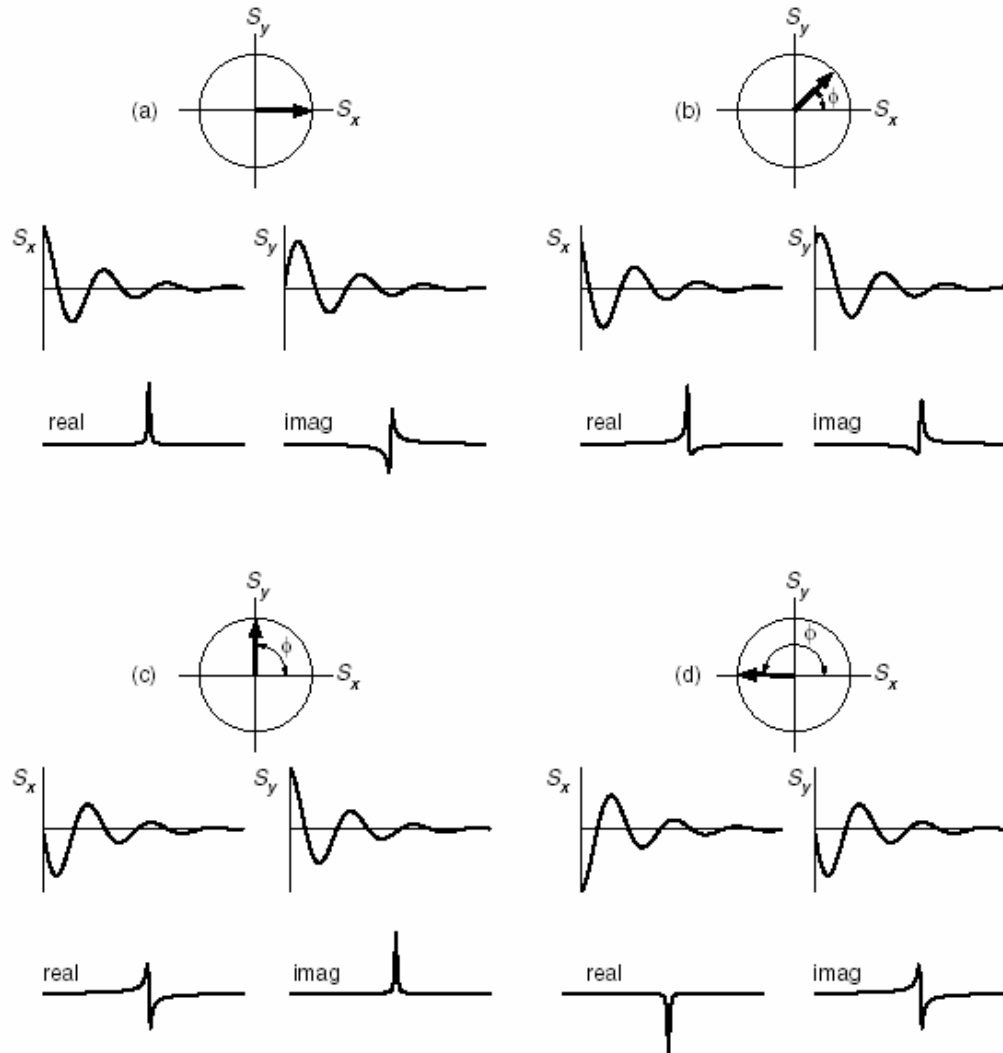 S_y
(a)
S_x
S_y
(b)
ϕ
S_x
S_x
S_y
real
imag
S_x
S_y
real
imag
S_y
(c)
ϕ
S_x
S_y
(d)
ϕ
S_x
S_x
S_y
real
imag
S_x
S_y
real
imag